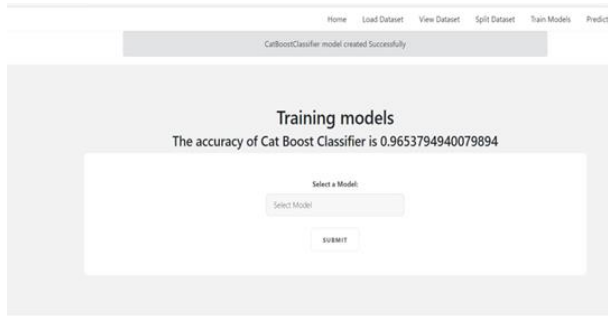 Home Load Dataset View Dataset Split Dataset Train Models Predict
CatBoostClassifier model created Successfully
Training models
The accuracy of Cat Boost Classifier is 0.9653794940079894
Select a Model:
Select Model
SUBMIT